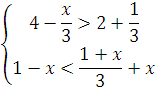 4 − x/3 > 2 + 1/3
1 − x < (1 + x)/3 + x